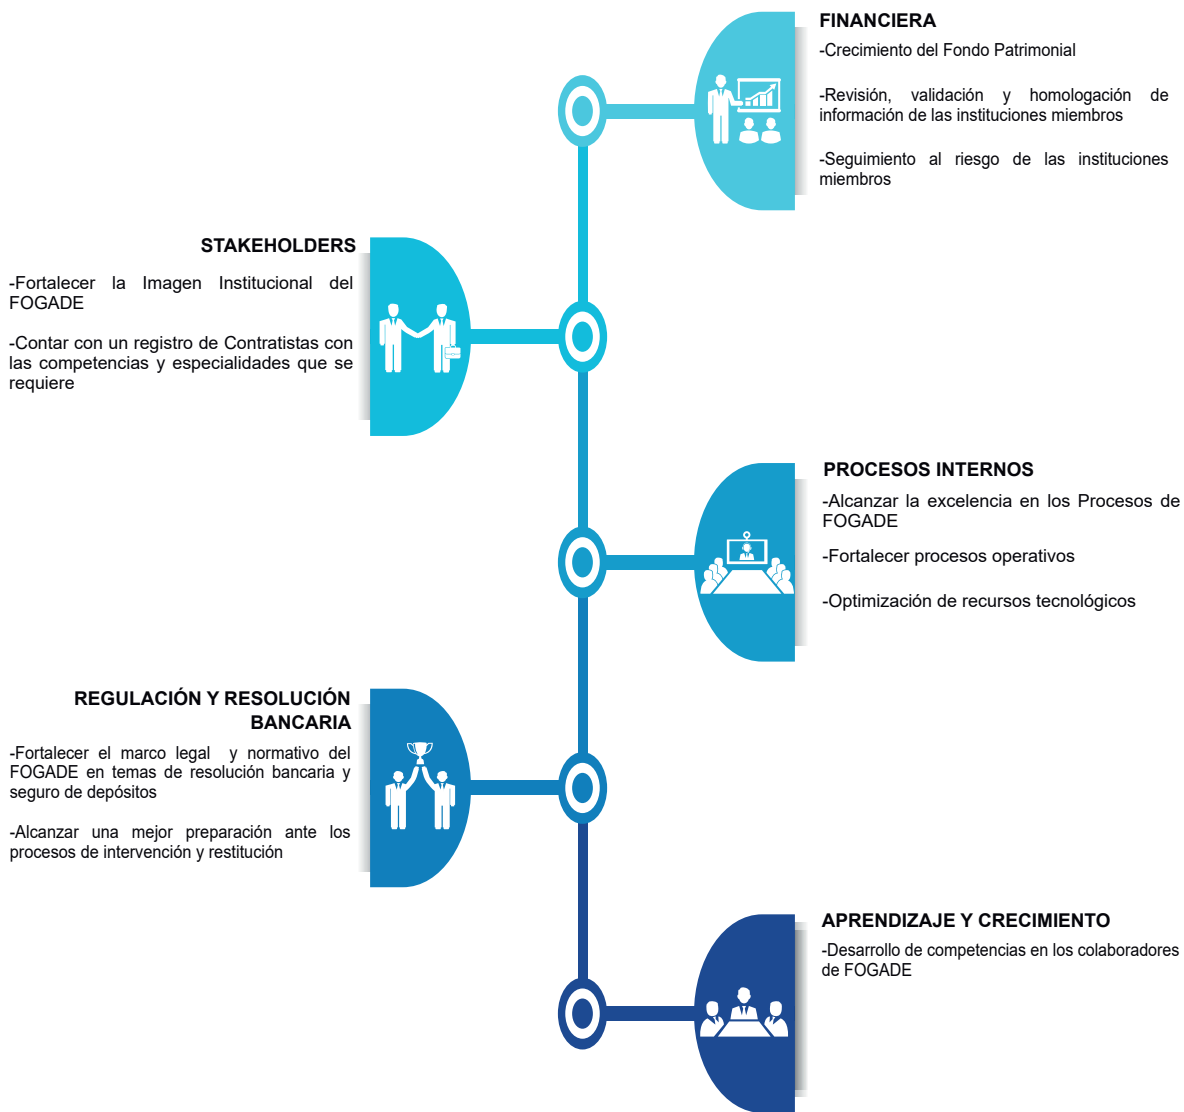 FINANCIERA
-Crecimiento del Fondo Patrimonial
-Revisión, validación y homologación de
información de las instituciones miembros
-Seguimiento al riesgo de las instituciones
miembros
STAKEHOLDERS
-Fortalecer la Imagen Institucional del
FOGADE
-Contar con un registro de Contratistas con
las competencias y especialidades que se
requiere
PROCESOS INTERNOS
-Alcanzar la excelencia en los Procesos de
FOGADE
-Fortalecer procesos operativos
-Optimización de recursos tecnológicos
REGULACIÓN Y RESOLUCIÓN
BANCARIA
-Fortalecer el marco legal y normativo del
FOGADE en temas de resolución bancaria y
seguro de depósitos
-Alcanzar una mejor preparación ante los
procesos de intervención y restitución
APRENDIZAJE Y CRECIMIENTO
-Desarrollo de competencias en los colaboradores
de FOGADE